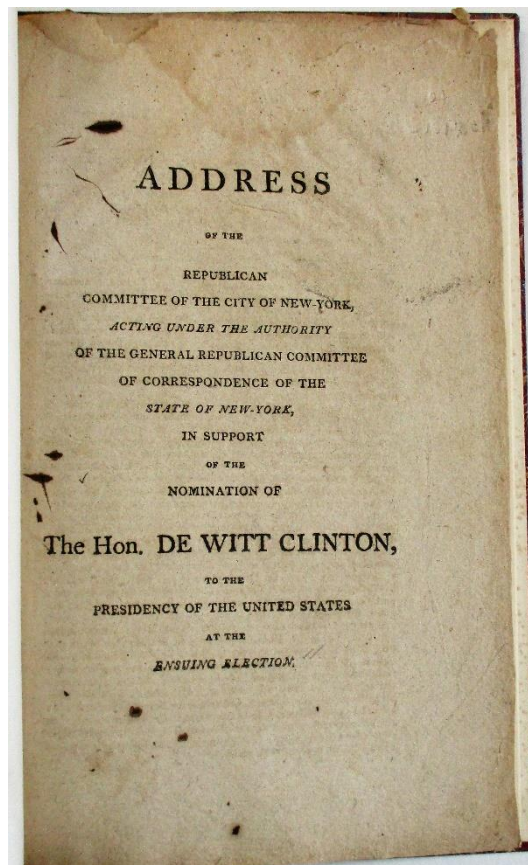 ADDRESS
OF THE
REPUBLICAN
COMMITTEE OF THE CITY OF NEW-YORK,
ACTING UNDER THE AUTHORITY
OF THE GENERAL REPUBLICAN COMMITTEE
OF CORRESPONDENCE OF THE
STATE OF NEW-YORK,
IN SUPPORT
OF THE
NOMINATION OF
The Hon. DE WITT CLINTON,
TO THE
PRESIDENCY OF THE UNITED STATES
AT THE
ENSUING ELECTION.